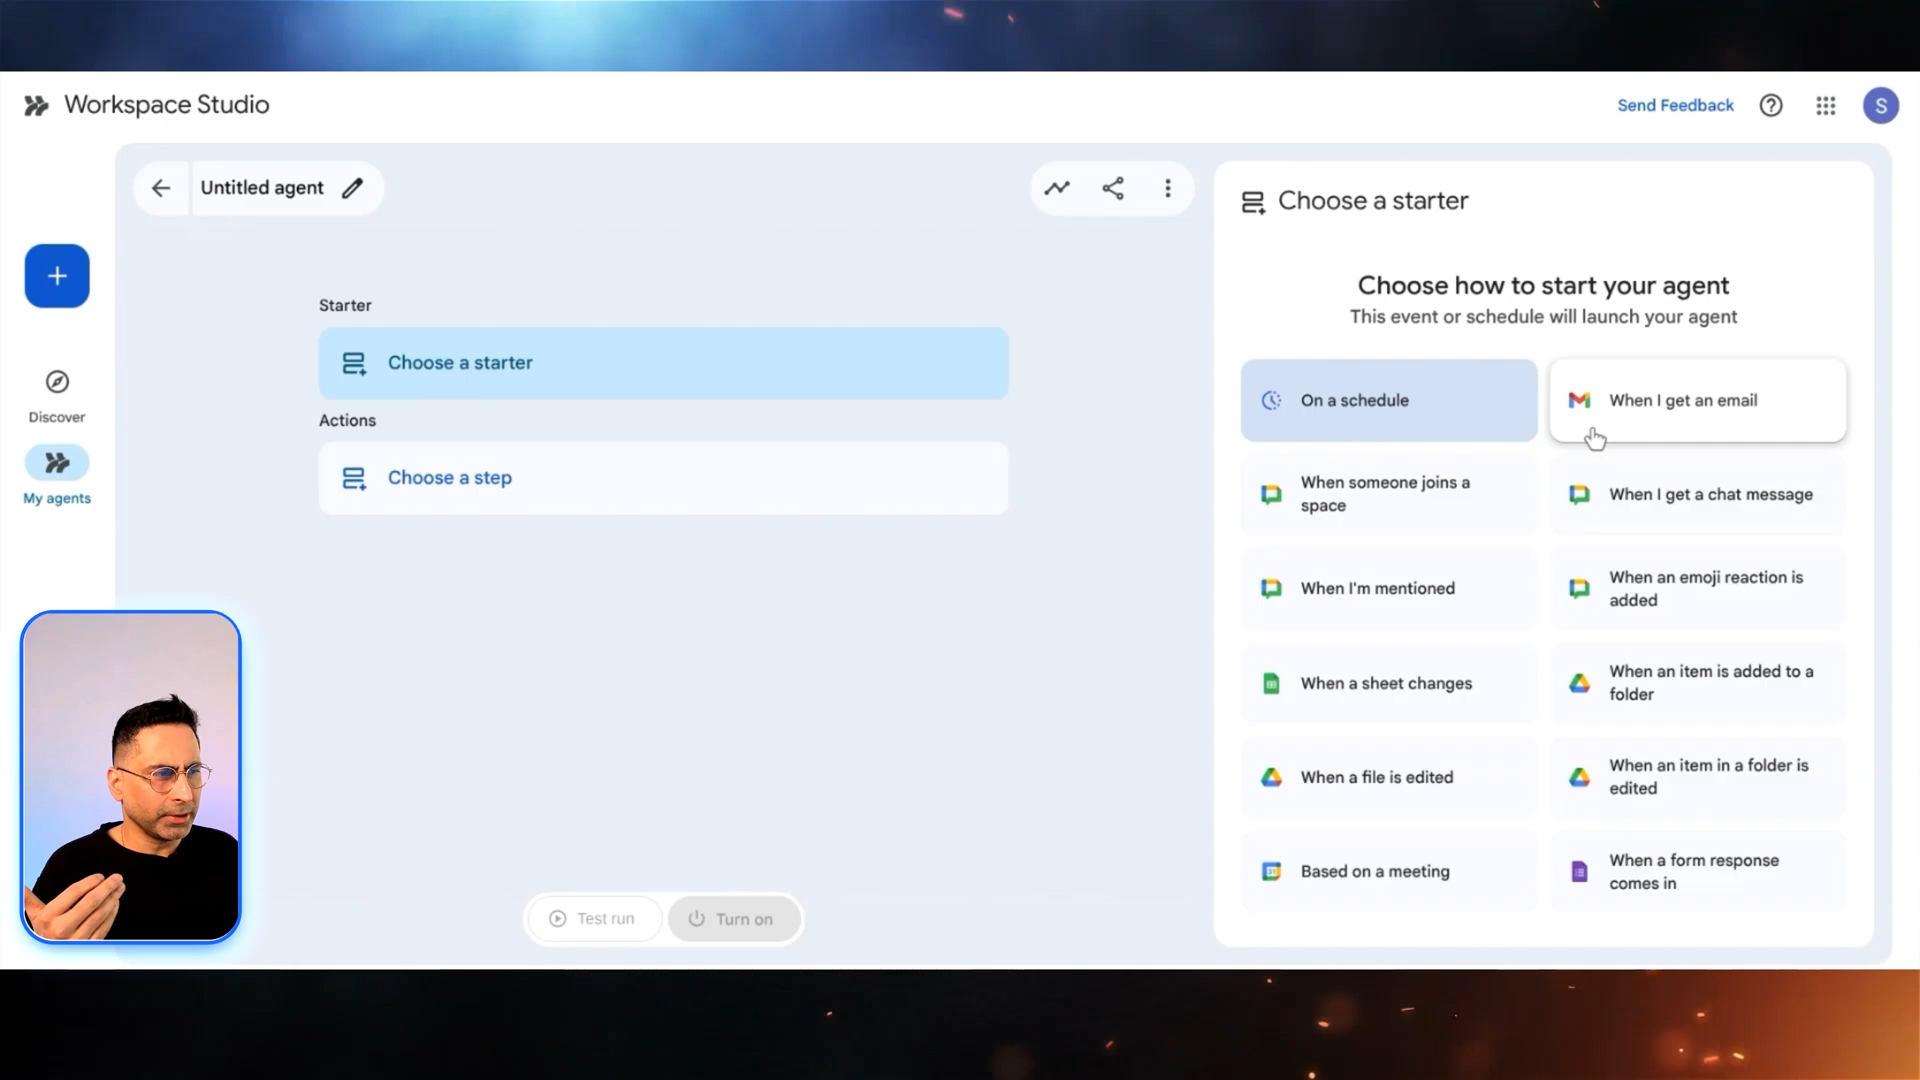 Workspace Studio
Send Feedback
S
Untitled agent
Choose a starter
Choose how to start your agent
This event or schedule will launch your agent
Starter
Choose a starter
Actions
Choose a step
Discover
My agents
On a schedule
When I get an email
When someone joins a
space
When I get a chat message
When I'm mentioned
When an emoji reaction is
added
When a sheet changes
When an item is added to a
folder
When a file is edited
When an item in a folder is
edited
Based on a meeting
When a form response
comes in
Test run
Turn on